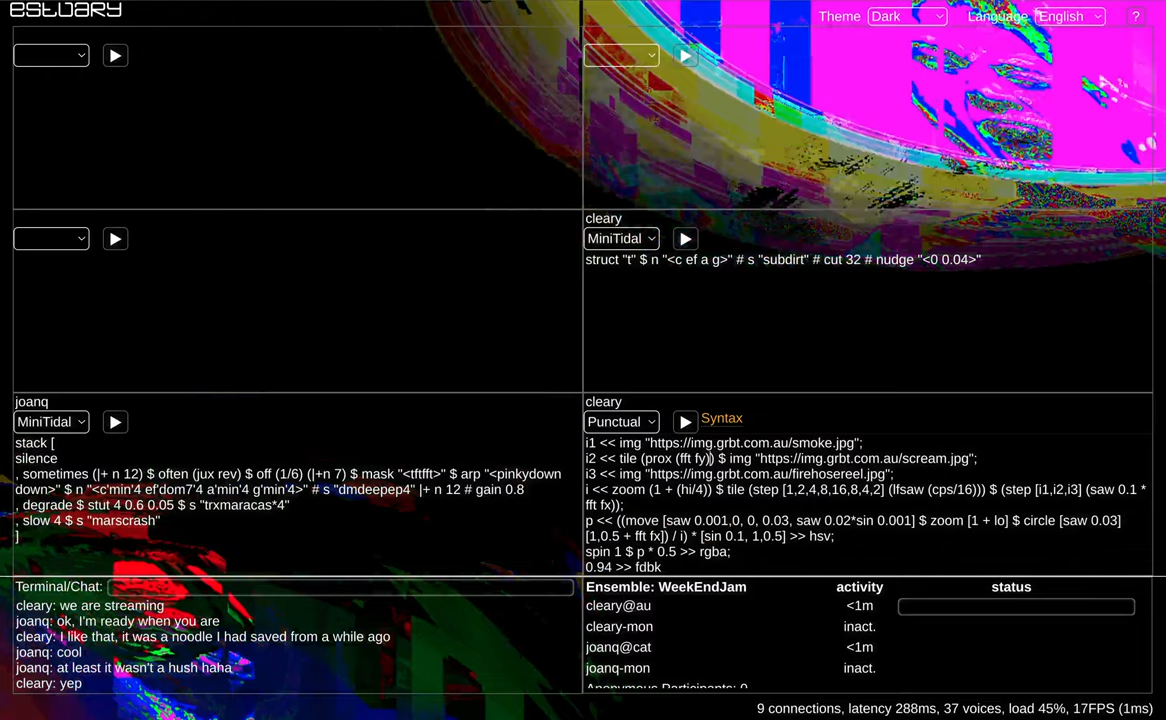 estuary
Theme Dark Language English ?
cleary
MiniTidal
struct "t" $ n "<c ef a g>" # s "subdirt" # cut 32 # nudge "<0 0.04>"
joanq
MiniTidal
stack [
silence
, sometimes (|+ n 12) $ often (jux rev) $ off (1/6) (|+n 7) $ mask "<tftfft>" $ arp "<pinkydown
down>" $ n "<c'min'4 ef'dom7'4 a'min'4 g'min'4>" # s "dmdeepep4" |+ n 12 # gain 0.8
, degrade $ stut 4 0.6 0.05 $ s "trxmaracas*4"
, slow 4 $ s "marscrash"
]
cleary
Punctual Syntax
i1 << img "https://img.grbt.com.au/smoke.jpg";
i2 << tile (prox (fft fy)) $ img "https://img.grbt.com.au/scream.jpg";
i3 << img "https://img.grbt.com.au/firehosereel.jpg";
i << zoom (1 + (hi/4)) $ tile (step [1,2,4,8,16,8,4,2] (lfsaw (cps/16))) $ (step [i1,i2,i3] (saw 0.1 *
fft fx));
p << ((move [saw 0.001,0, 0, 0.03, saw 0.02*sin 0.001] $ zoom [1 + lo] $ circle [saw 0.03]
[1,0.5 + fft fx]) / i) * [sin 0.1, 1,0.5] >> hsv;
spin 1 $ p * 0.5 >> rgba;
0.94 >> fdbk
Terminal/Chat:
cleary: we are streaming
joanq: ok, I'm ready when you are
cleary: I like that, it was a noodle I had saved from a while ago
joanq: cool
joanq: at least it wasn't a hush haha
cleary: yep
Ensemble: WeekEndJam activity status
cleary@au <1m
cleary-mon inact.
joanq@cat <1m
joanq-mon inact.
Anonymous Participants: 9
9 connections, latency 288ms, 37 voices, load 45%, 17FPS (1ms)